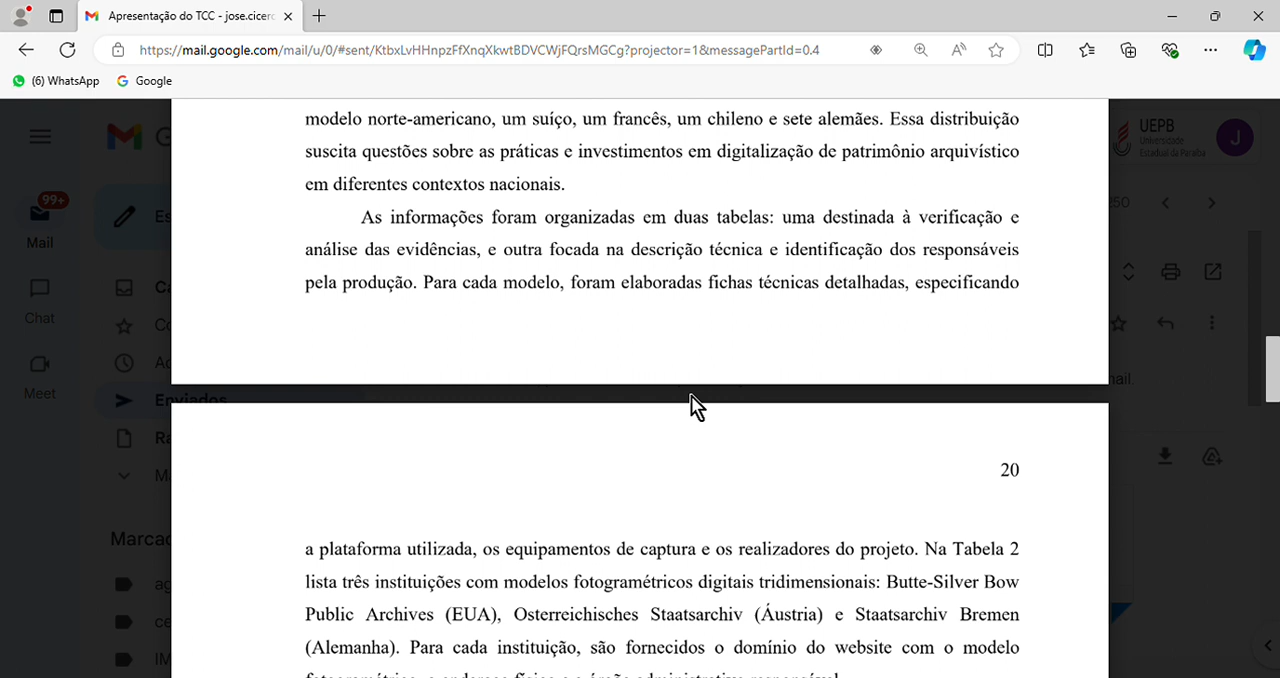 Apresentação do TCC - jose.cicero
https://mail.google.com/mail/u/0/#sent/KtbxLvHHnpzFfXnqXkwtBDVCWjFQrsMGCg?projector=1&messagePartId=0.4
(6) WhatsApp
Google
modelo norte-americano, um suíço, um francês, um chileno e sete alemães. Essa distribuição
suscita questões sobre as práticas e investimentos em digitalização de patrimônio arquivístico
em diferentes contextos nacionais.
As informações foram organizadas em duas tabelas: uma destinada à verificação e
análise das evidências, e outra focada na descrição técnica e identificação dos responsáveis
pela produção. Para cada modelo, foram elaboradas fichas técnicas detalhadas, especificando
20
a plataforma utilizada, os equipamentos de captura e os realizadores do projeto. Na Tabela 2
lista três instituições com modelos fotogramétricos digitais tridimensionais: Butte-Silver Bow
Public Archives (EUA), Osterreichisches Staatsarchiv (Áustria) e Staatsarchiv Bremen
(Alemanha). Para cada instituição, são fornecidos o domínio do website com o modelo
99+
Mail
Chat
Meet
Enviados
UEPB
Universidade
Estadual da Paraíba
J